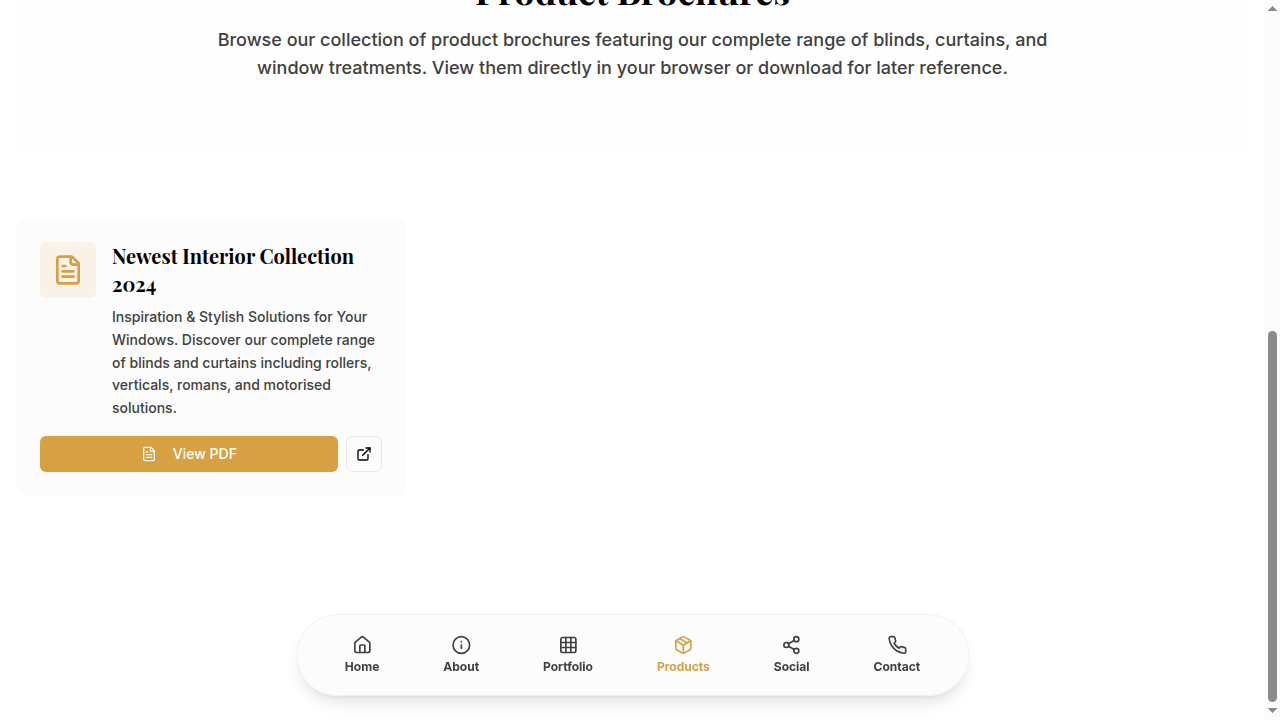 Product Brochures
Browse our collection of product brochures featuring our complete range of blinds, curtains, and
window treatments. View them directly in your browser or download for later reference.
Newest Interior Collection
2024
Inspiration & Stylish Solutions for Your
Windows. Discover our complete range
of blinds and curtains including rollers,
verticals, romans, and motorised
solutions.
View PDF
Home
About
Portfolio
Products
Social
Contact